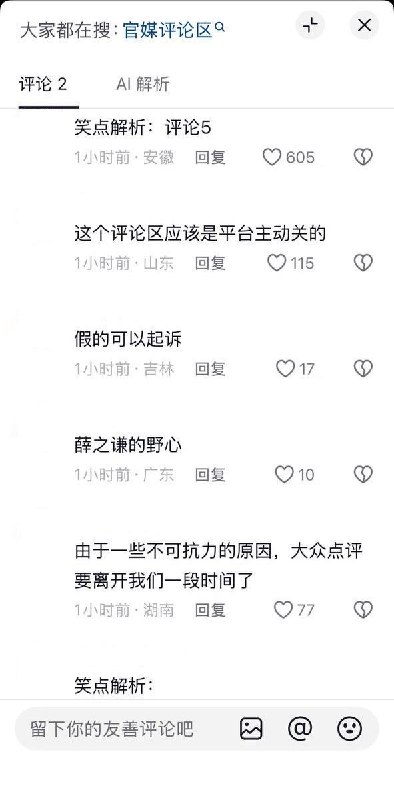 大家都在搜：官媒评论区
评论 2
AI 解析
笑点解析：评论5
1小时前 · 安徽 回复 605
这个评论区应该是平台主动关的
1小时前 · 山东 回复 115
假的可以起诉
1小时前 · 吉林 回复 17
薛之谦的野心
1小时前 · 广东 回复 10
由于一些不可抗力的原因，大众点评
要离开我们一段时间了
1小时前 · 湖南 回复 77
笑点解析：
留下你的友善评论吧 @